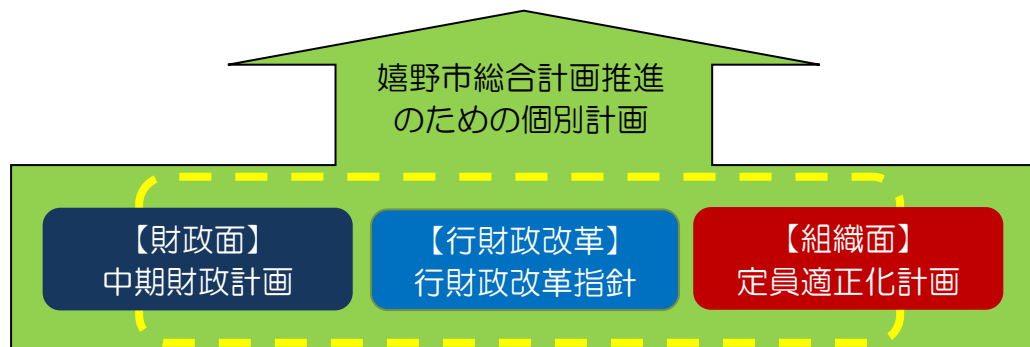 嬉野市総合計画推進
のための個別計画
【財政面】
中期財政計画
【行財政改革】
行財政改革指針
【組織面】
定員適正化計画